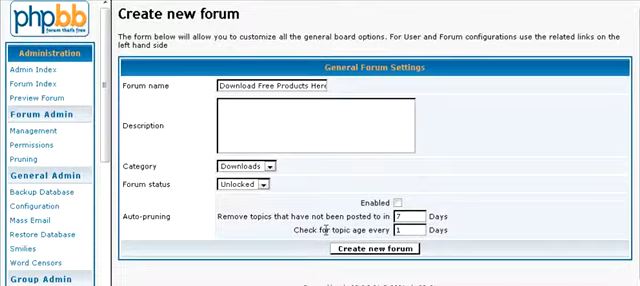 phpBB
forum that's free
Create new forum
The form below will allow you to customize all the general board options. For User and Forum configurations use the related links on the
left hand side
Administration
Admin Index
Forum Index
Preview Forum
Forum Admin
Management
Permissions
Pruning
General Admin
Backup Database
Configuration
Mass Email
Restore Database
Smilies
Word Censors
Group Admin
General Forum Settings
Forum name
Download Free Products Here
Description
Category
Downloads
Forum status
Unlocked
Auto-pruning
Enabled
Remove topics that have not been posted to in 7 Days
Check for topic age every 1 Days
Create new forum